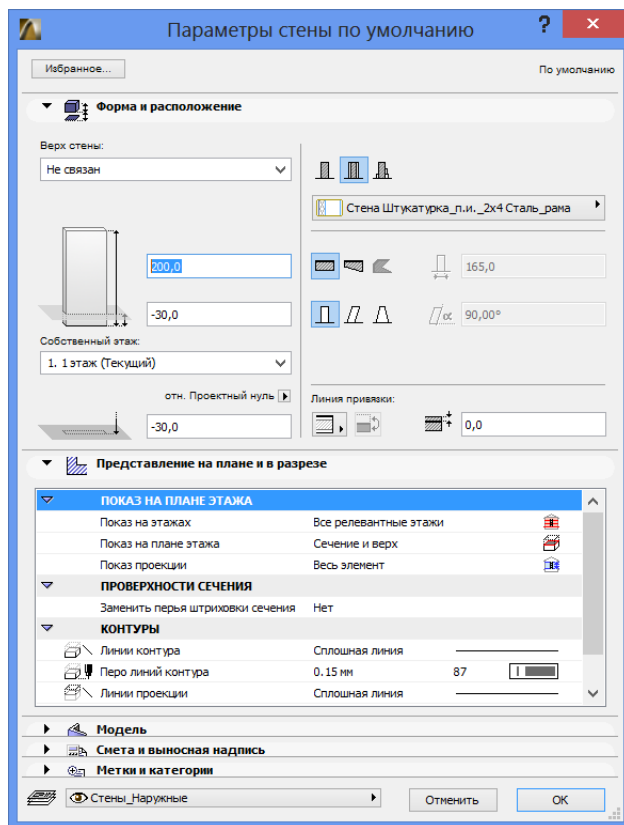 Параметры стены по умолчанию
?
Избранное...
По умолчанию
Форма и расположение
Верх стены:
Не связан
Стена Штукатурка_п.и._2x4 Сталь_рама
200,0
165,0
-30,0
α 90,00°
Собственный этаж:
1. 1 этаж (Текущий)
отн. Проектный нуль
Линия привязки:
-30,0
0,0
Представление на плане и в разрезе
ПОКАЗ НА ПЛАНЕ ЭТАЖА
Показ на этажах Все релевантные этажи
Показ на плане этажа Сечение и верх
Показ проекции Весь элемент
ПРОВЕРХНОСТИ СЕЧЕНИЯ
Заменить перья штриховки сечения Нет
КОНТУРЫ
Линии контура Сплошная линия
Перо линий контура 0.15 мм 87
Линии проекции Сплошная линия
Модель
Смета и выносная надпись
Метки и категории
Стены_Наружные
Отменить
OK